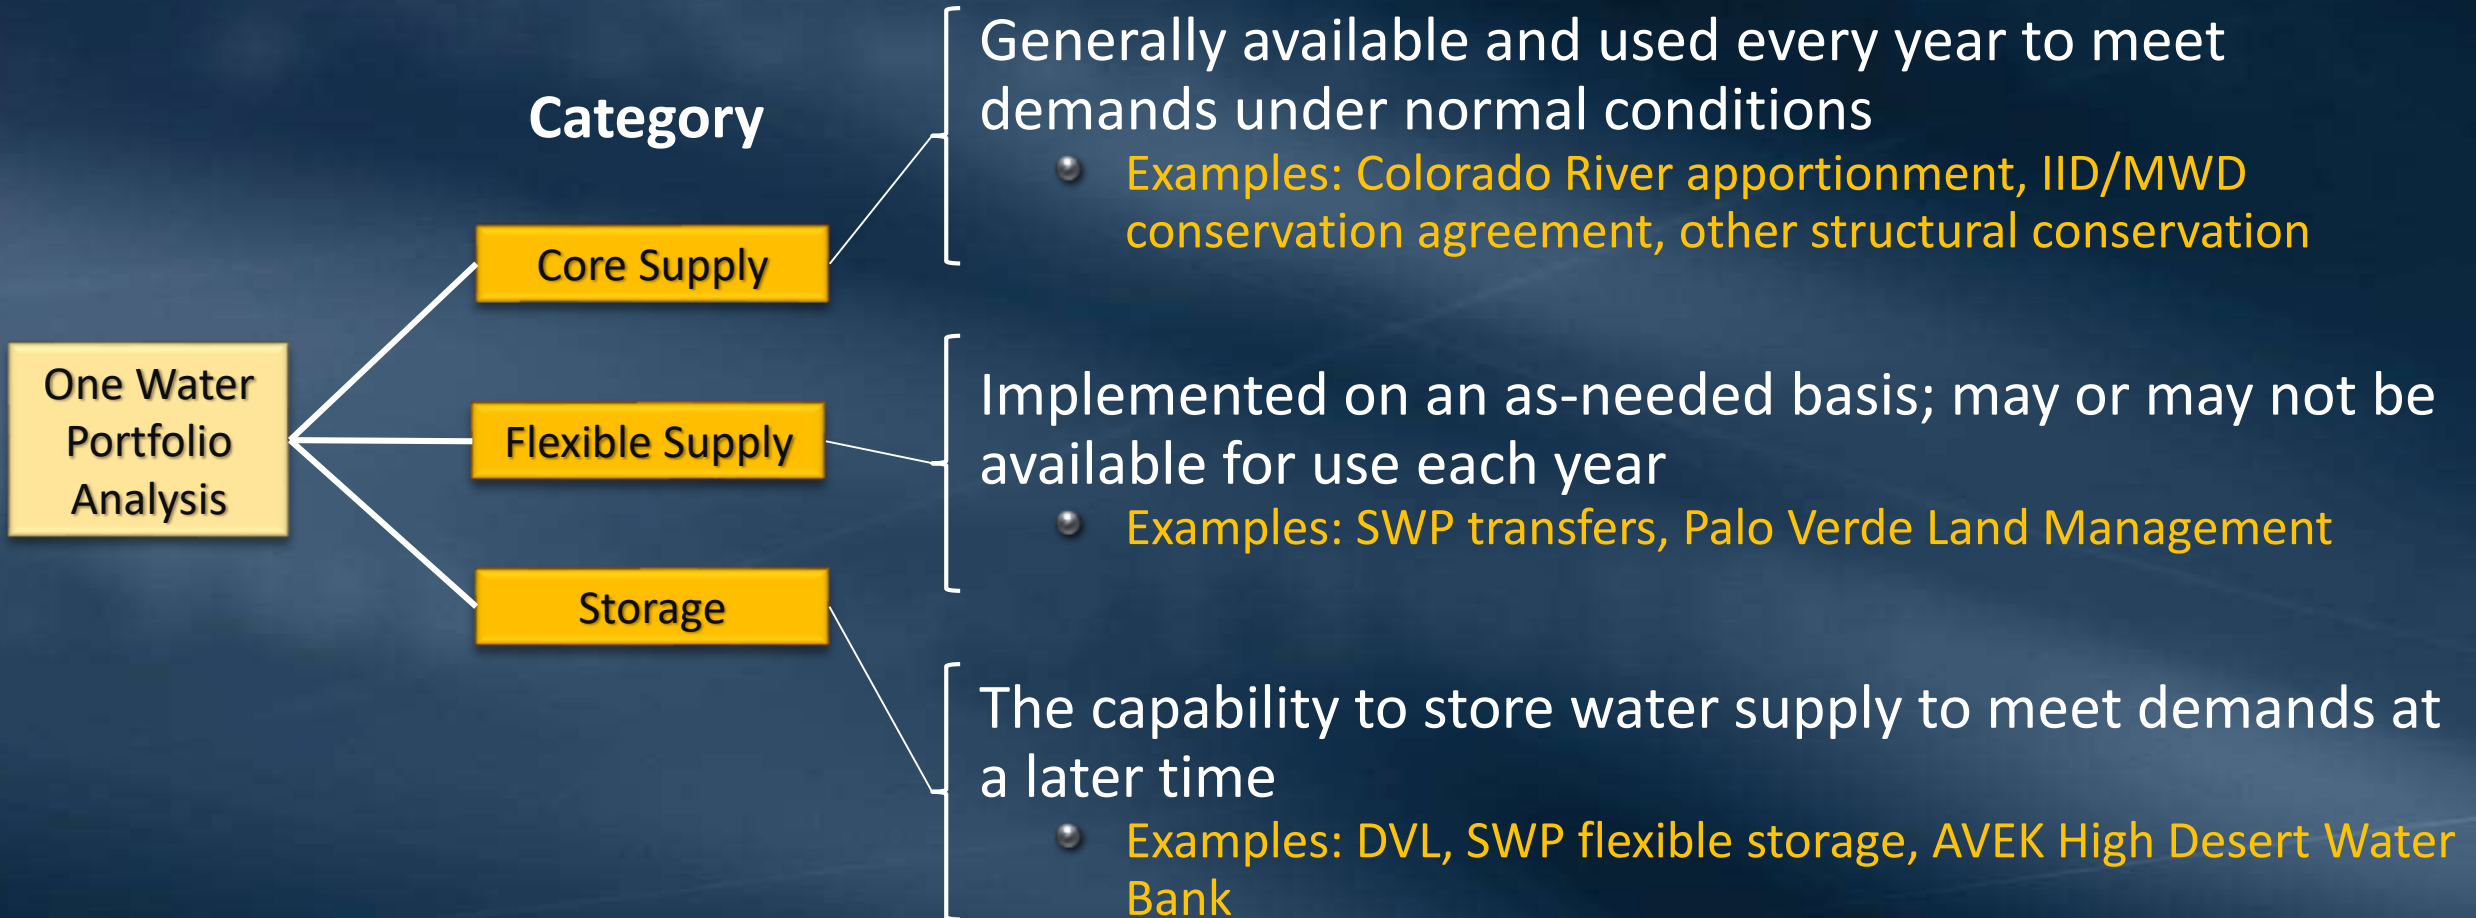 Category
One Water
Portfolio
Analysis
Core Supply
Generally available and used every year to meet
demands under normal conditions
Examples: Colorado River apportionment, IID/MWD
conservation agreement, other structural conservation
Flexible Supply
Implemented on an as-needed basis; may or may not be
available for use each year
Examples: SWP transfers, Palo Verde Land Management
Storage
The capability to store water supply to meet demands at
a later time
Examples: DVL, SWP flexible storage, AVEK High Desert Water
Bank